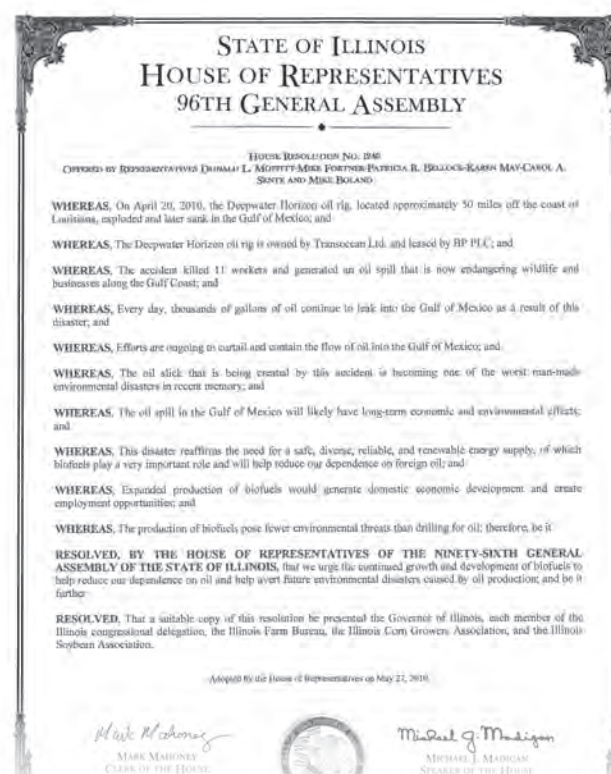 STATE OF ILLINOIS
HOUSE OF REPRESENTATIVES
96TH GENERAL ASSEMBLY
HOUSE RESOLUTION NO.
OFFERED BY REPRESENTATIVES DONALD L. MOFFITT-MIKE FORTNER-PATRICIA R. BELLOCK-KAREN MAY-CAROL A.
SENTE AND MIKE BOLAND
WHEREAS, On April 20, 2010, the Deepwater Horizon oil rig, located approximately 50 miles off the coast of
Louisiana, exploded and later sank in the Gulf of Mexico; and
WHEREAS, The Deepwater Horizon oil rig is owned by Transocean Ltd. and leased by BP PLC; and
WHEREAS, The accident killed 11 workers and generated an oil spill that is now endangering wildlife and
businesses along the Gulf Coast; and
WHEREAS, Every day, thousands of gallons of oil continue to leak into the Gulf of Mexico as a result of this
disaster; and
WHEREAS, Efforts are ongoing to curtail and contain the flow of oil into the Gulf of Mexico; and
WHEREAS, The oil slick that is being created by this accident is becoming one of the worst man-made
environmental disasters in recent memory; and
WHEREAS, The oil spill in the Gulf of Mexico will likely have long-term economic and environmental effects;
and
WHEREAS, This disaster reaffirms the need for a safe, diverse, reliable, and renewable energy supply, of which
biofuels play a very important role and will help reduce our dependence on foreign oil; and
WHEREAS, Expanded production of biofuels would generate domestic economic development and create
employment opportunities; and
WHEREAS, The production of biofuels pose fewer environmental threats than drilling for oil; therefore, be it
RESOLVED, BY THE HOUSE OF REPRESENTATIVES OF THE NINETY-SIXTH GENERAL
ASSEMBLY OF THE STATE OF ILLINOIS, that we urge the continued growth and development of biofuels to
help reduce our dependence on oil and help avert future environmental disasters caused by oil production; and be it
further
RESOLVED, That a suitable copy of this resolution be presented the Governor of Illinois, each member of the
Illinois congressional delegation, the Illinois Farm Bureau, the Illinois Corn Growers Association, and the Illinois
Soybean Association.
Adopted by the House of Representatives on May 27, 2010.
Mark Mahoney
Michael J. Madigan
MARK MAHONEY
CLERK OF THE HOUSE
MICHAEL J. MADIGAN
SPEAKER OF THE HOUSE